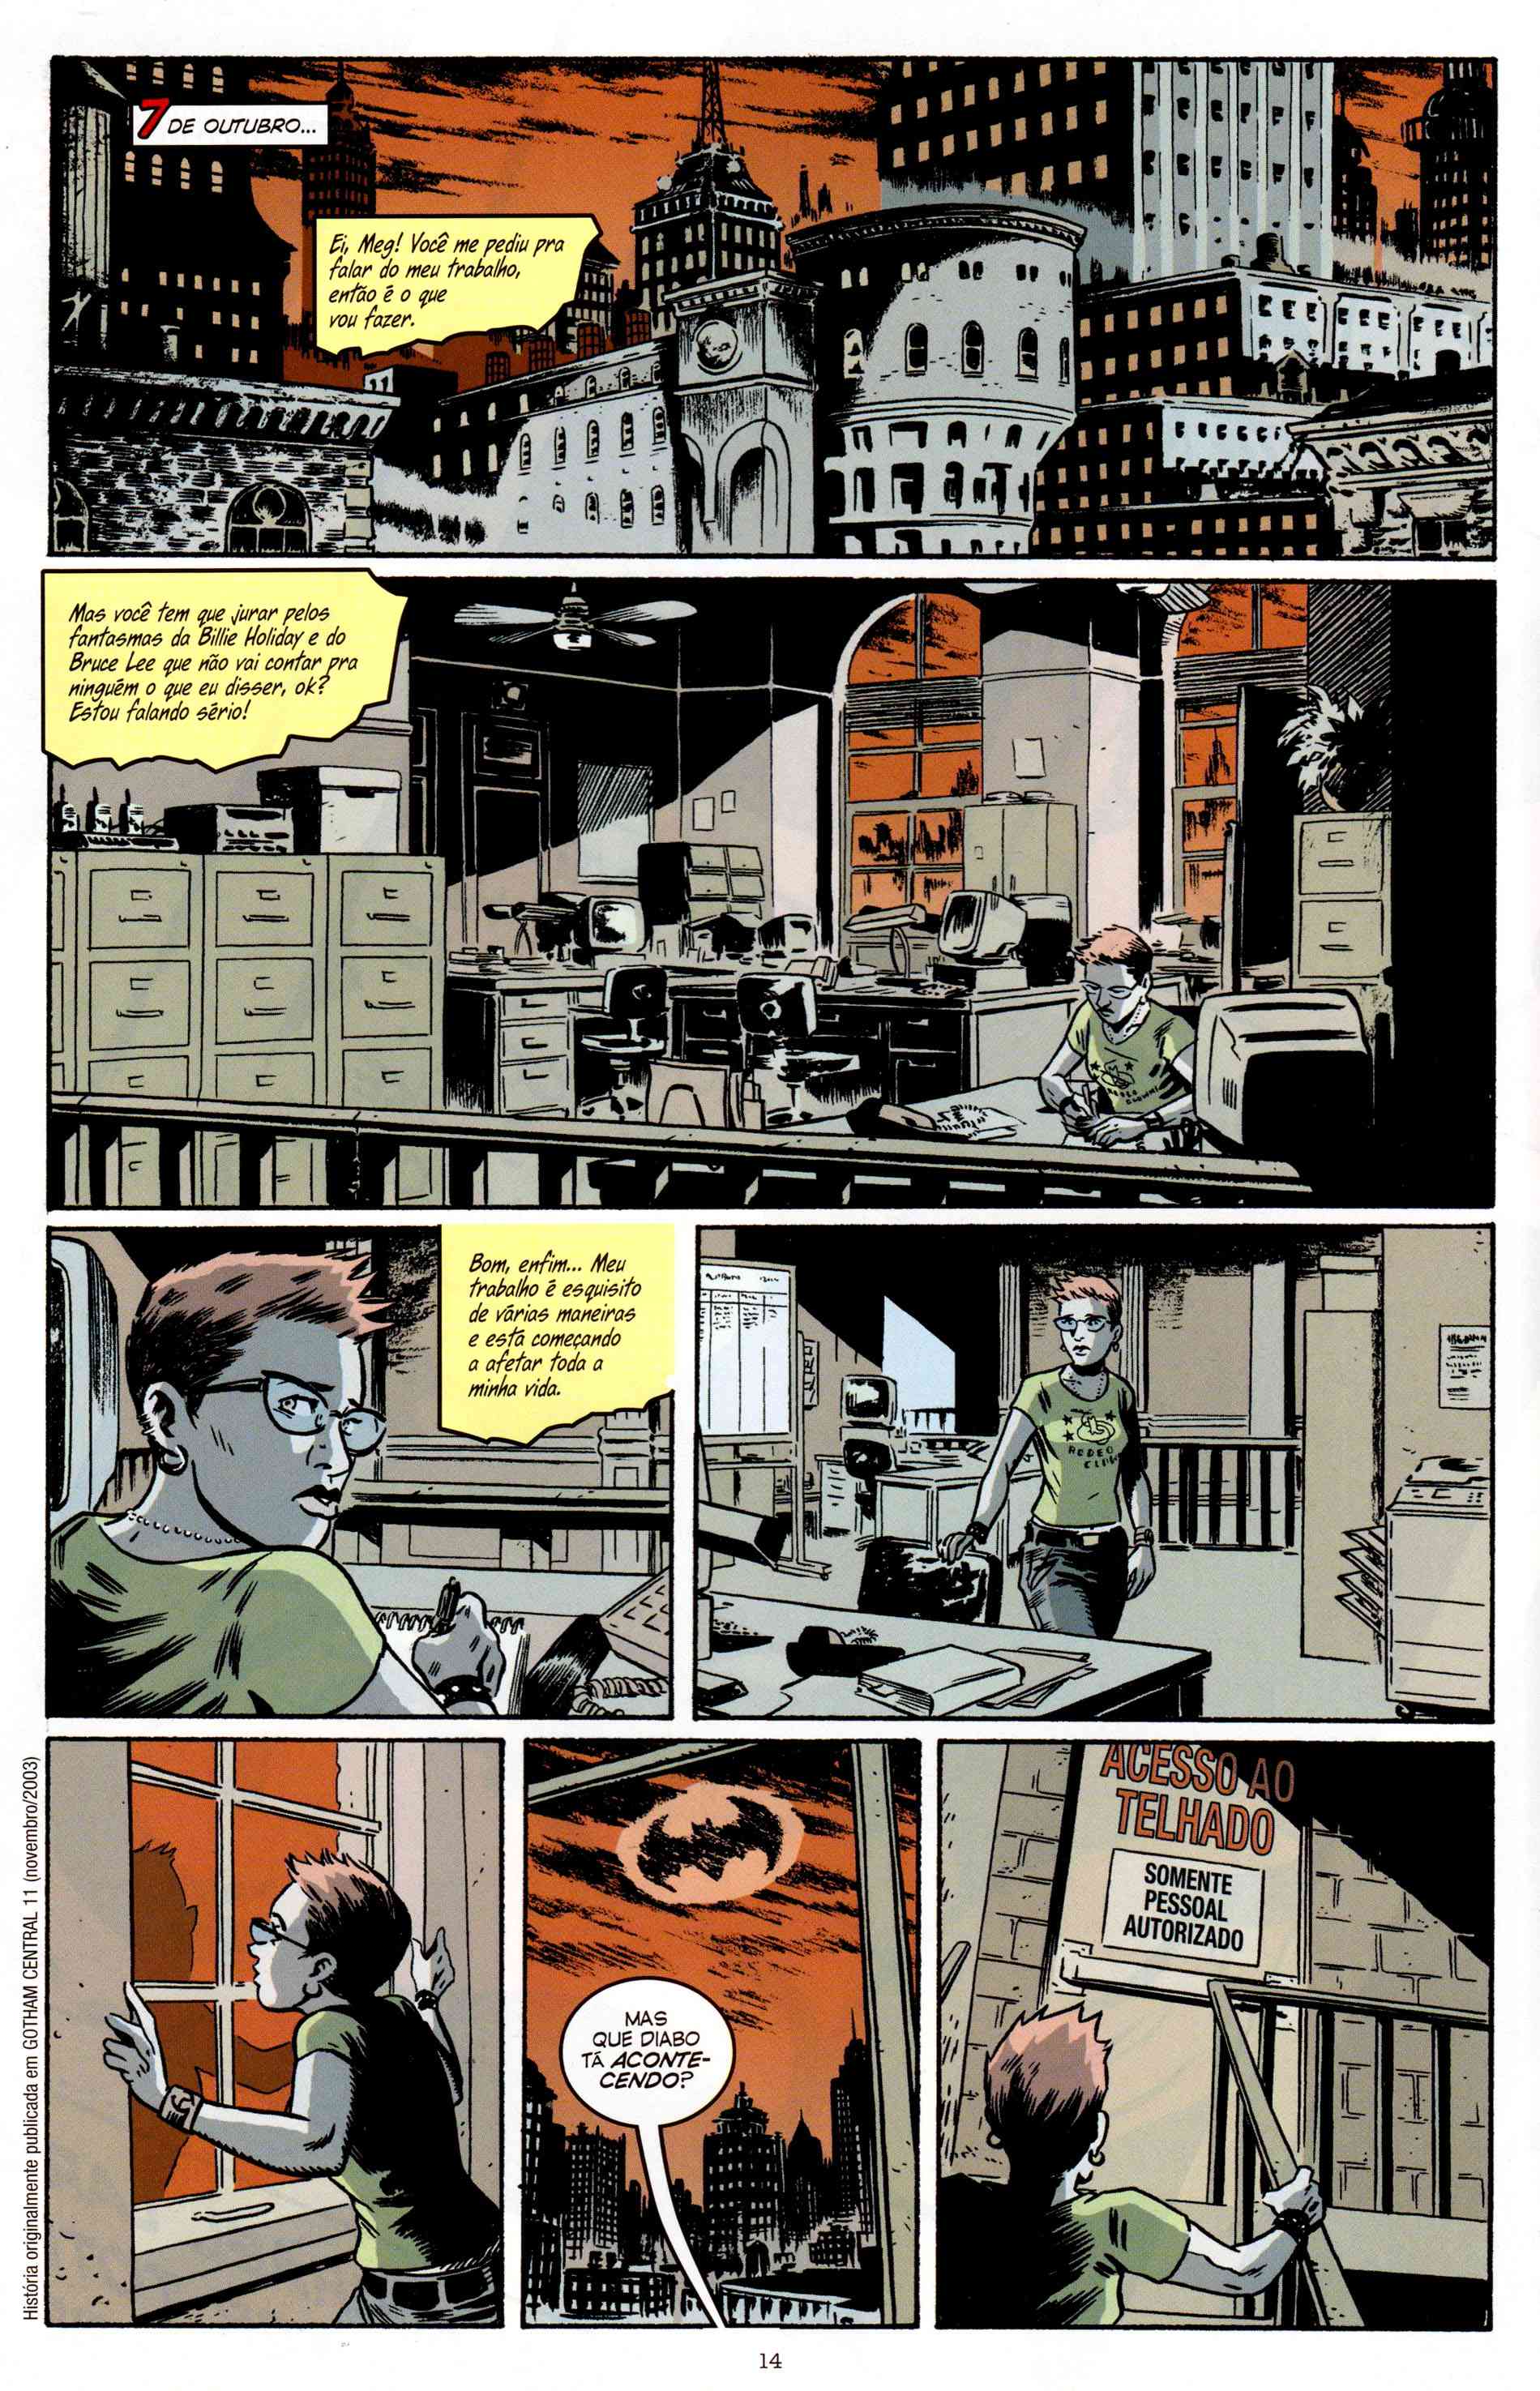 7 DE OUTUBRO...
Ei, Meg! Você me pediu pra
falar do meu trabalho,
então é o que
vou fazer.
Mas você tem que jurar pelos
fantasmas da Billie Holiday e do
Bruce Lee que não vai contar pra
ninguém o que eu disser, ok?
Estou falando sério!
Bom, enfim... Meu
trabalho é esquisito
de várias maneiras
e está começando
a afetar toda a
minha vida.
RODEO
MAS
QUE DIABO
TÁ ACONTE-
CENDO?
ACESSO AO
TELHADO
SOMENTE
PESSOAL
AUTORIZADO
História originalmente publicada em GOTHAM CENTRAL 11 (novembro/2003)
14